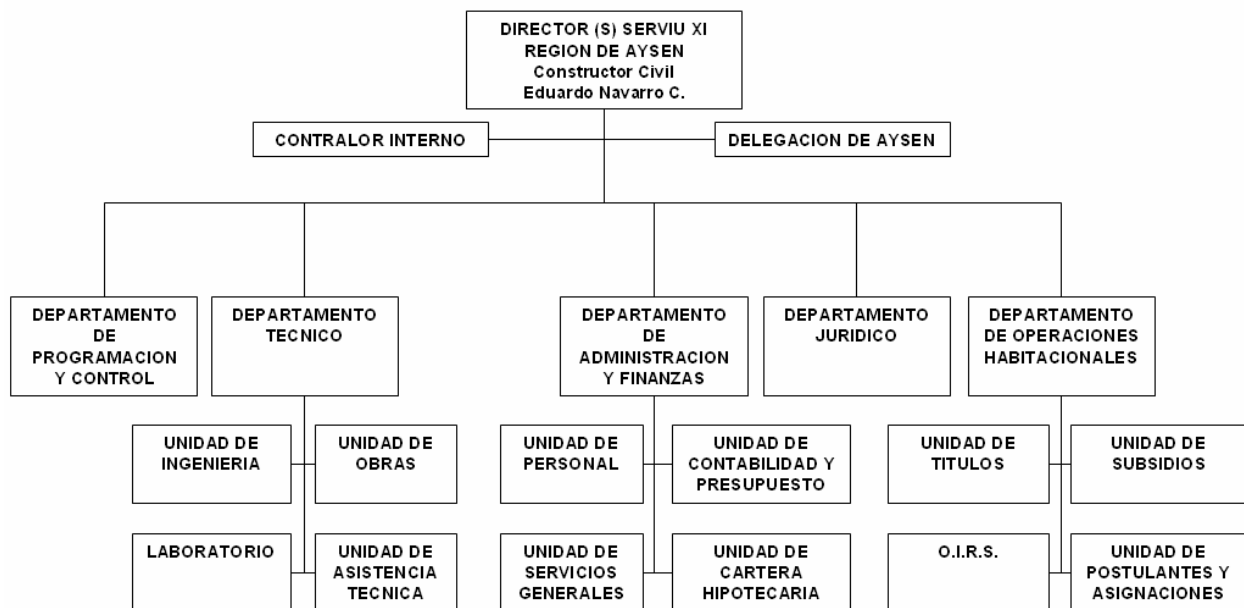 DIRECTOR (S) SERVIU XI
REGION DE AYSEN
Constructor Civil
Eduardo Navarro C.
CONTRALOR INTERNO
DELEGACION DE AYSEN
DEPARTAMENTO
DE
PROGRAMACION
Y CONTROL
DEPARTAMENTO
TECNICO
DEPARTAMENTO
DE
ADMINISTRACION
Y FINANZAS
DEPARTAMENTO
JURIDICO
DEPARTAMENTO
DE OPERACIONES
HABITACIONALES
UNIDAD DE
INGENIERIA
UNIDAD DE
OBRAS
UNIDAD DE
PERSONAL
UNIDAD DE
CONTABILIDAD Y
PRESUPUESTO
UNIDAD DE
TITULOS
UNIDAD DE
SUBSIDIOS
LABORATORIO
UNIDAD DE
ASISTENCIA
TECNICA
UNIDAD DE
SERVICIOS
GENERALES
UNIDAD DE
CARTERA
HIPOTECARIA
O.I.R.S.
UNIDAD DE
POSTULANTES Y
ASIGNACIONES